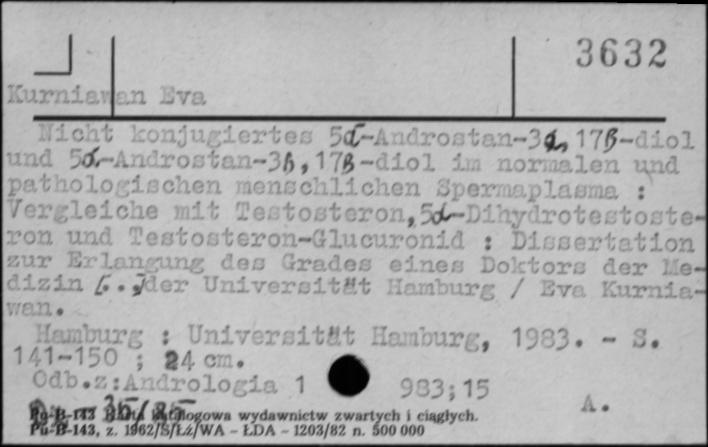 3632
Kurniawan Eva
Nicht konjugiertes 5α-Androstan-3α,17β-diol
und 5α-Androstan-3β,17β-diol im normalen und
pathologischen menschlichen Spermaplasma :
Vergleiche mit Testosteron,5α-Dihydrotestoste-
ron und Testosteron-Glucuronid : Dissertation
zur Erlangung des Grades eines Doktors der Me-
dizin [..]der Universität Hamburg / Eva Kurnia-
wan.
Hamburg : Universität Hamburg, 1983. - S.
141-150 ; 24 cm.
Odb.z:Andrologia 1983;15
A.
Pu-B-143 Karta katalogowa wydawnictw zwartych i ciągłych.
Pu-B-143, z. 1962/S/Łż/WA - ŁDA - 1203/82 n. 500 000